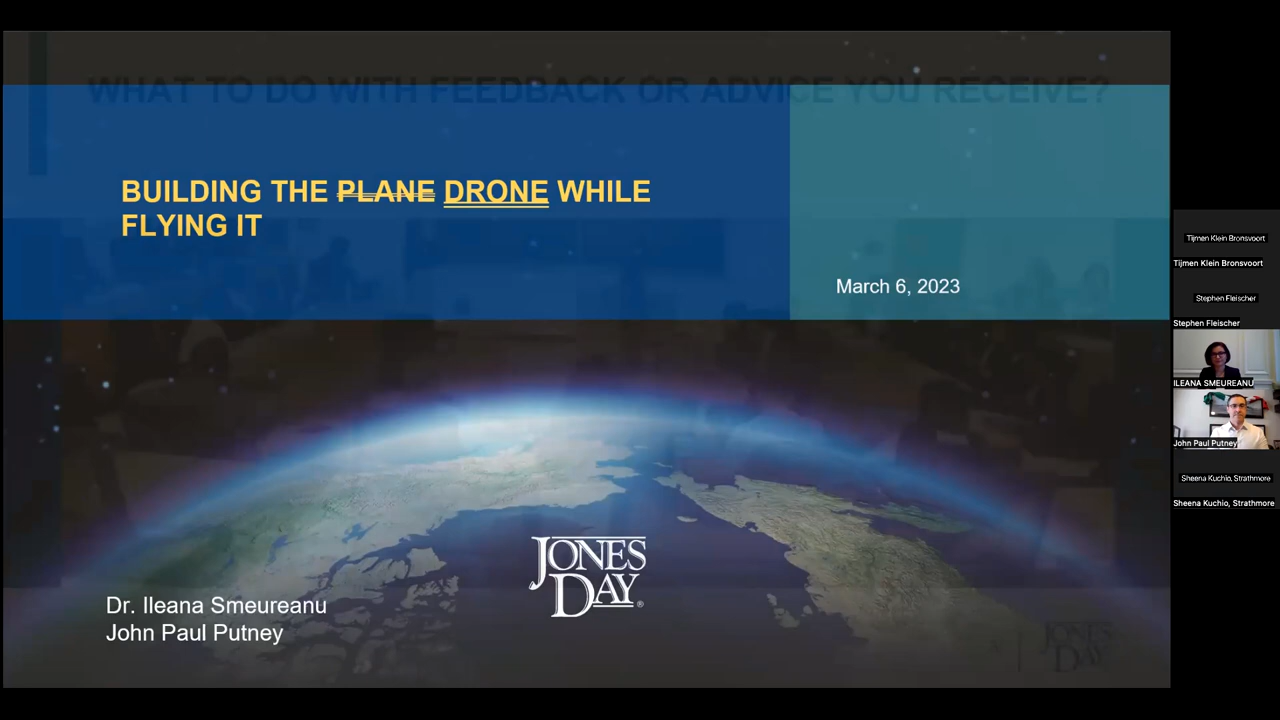 WHAT TO DO WITH FEEDBACK OR ADVICE YOU RECEIVE?
BUILDING THE PLANE DRONE WHILE
FLYING IT
March 6, 2023
JONES
DAY®
Dr. Ileana Smeureanu
John Paul Putney
JONES
DAY
Tijmen Klein Bronsvoort
Tijmen Klein Bronsvoort
Stephen Fleischer
Stephen Fleischer
ILEANA SMEUREANU
John Paul Putney
Sheena Kuchio, Strathmore
Sheena Kuchio, Strathmore